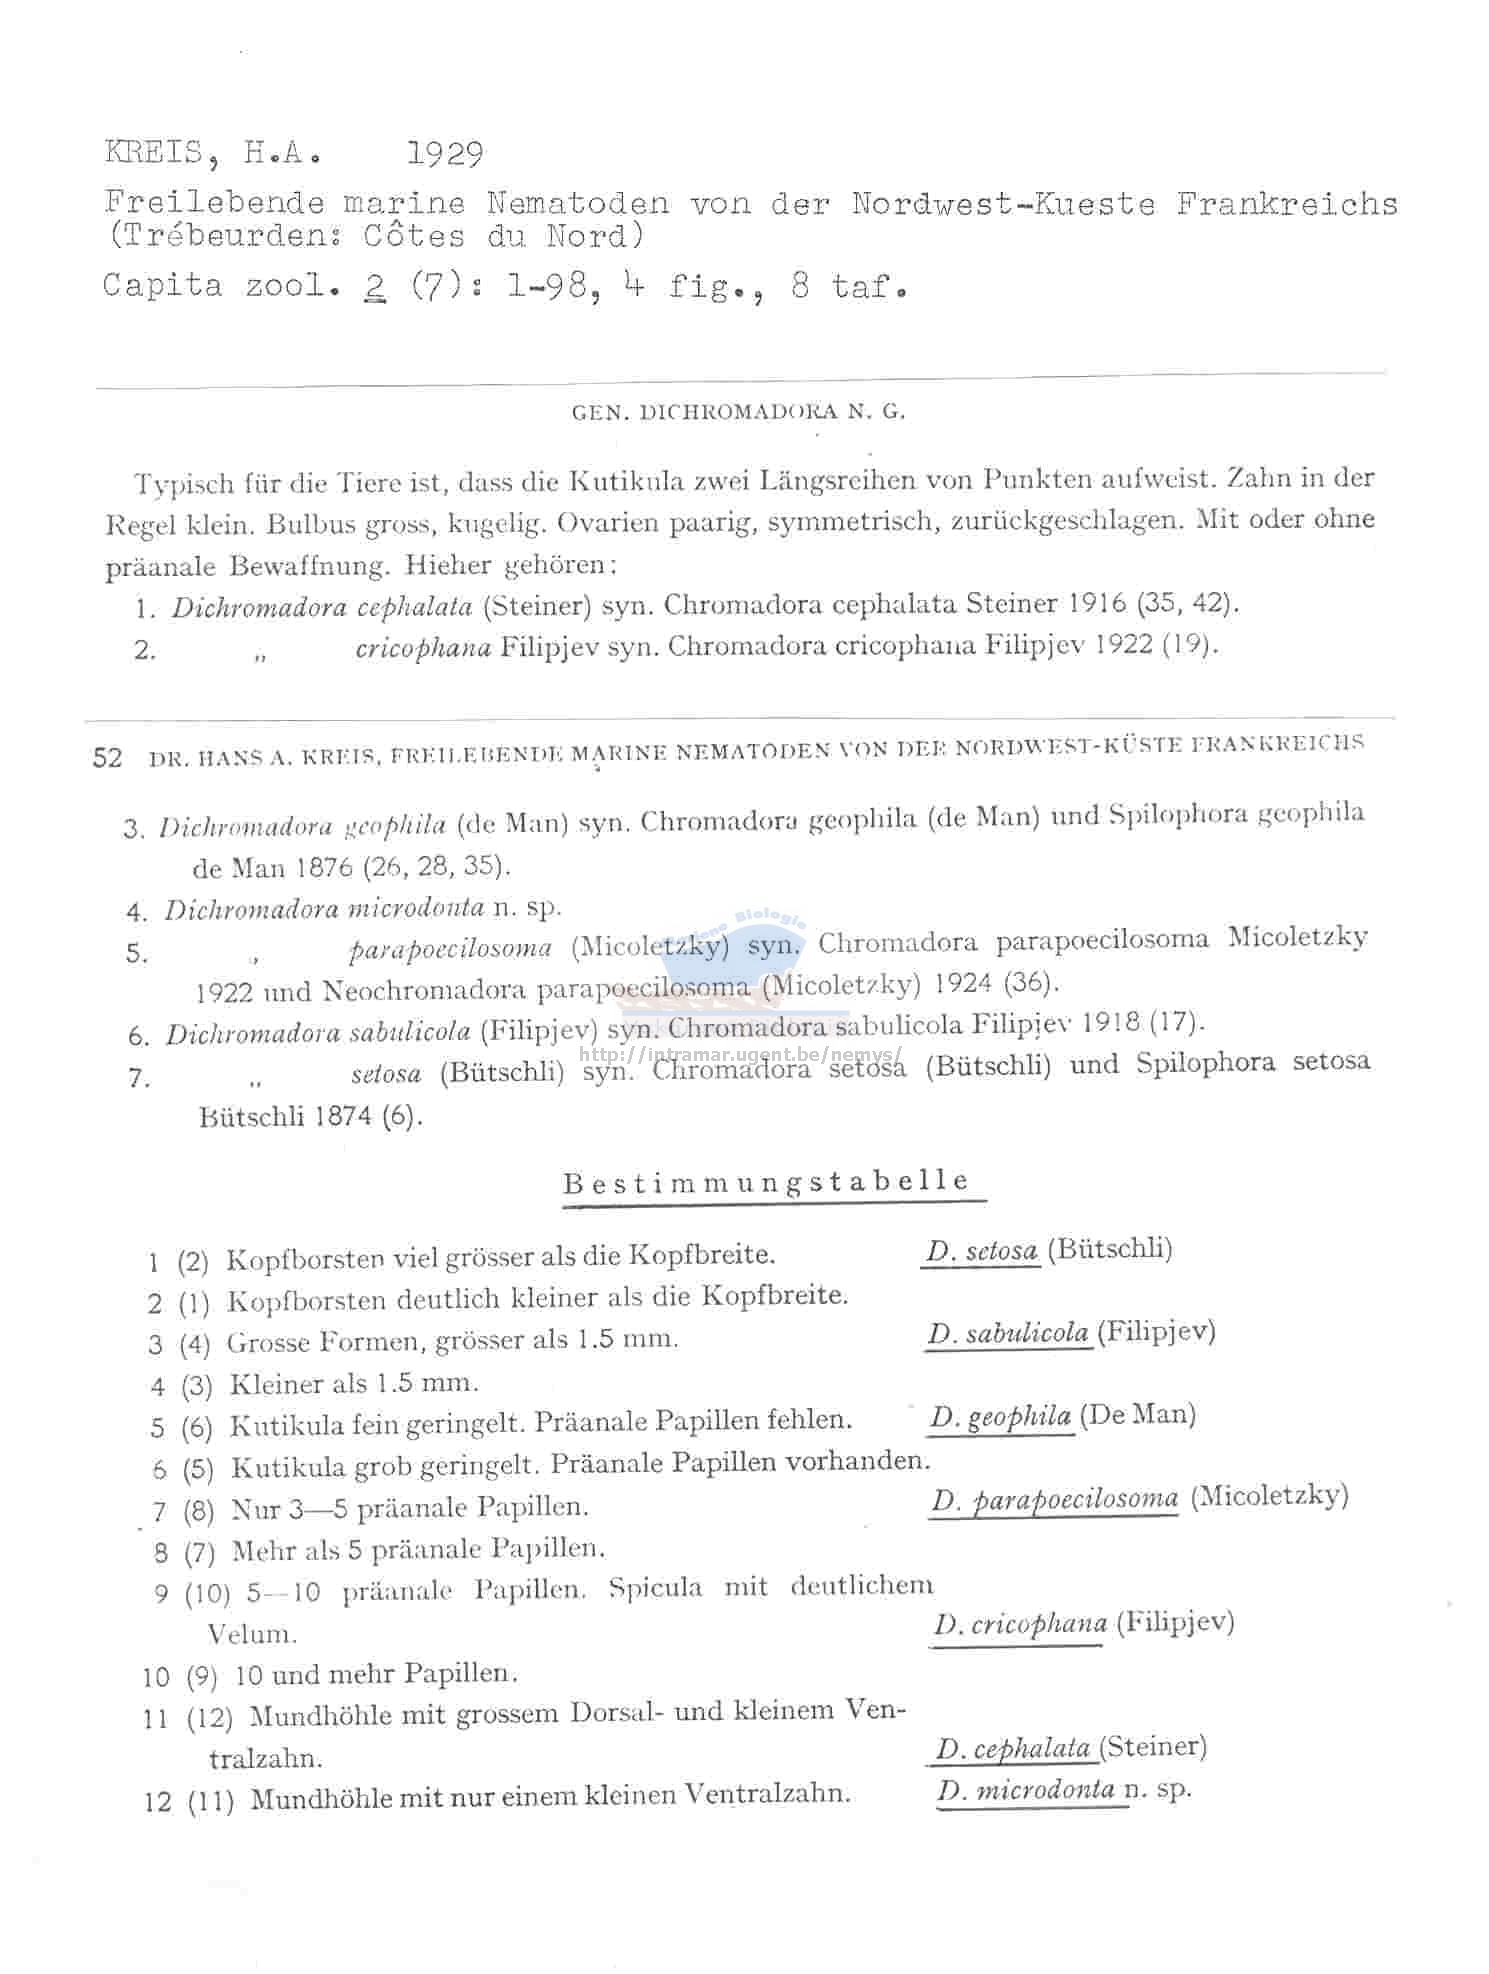 KREIS, H.A. 1929
Freilebende marine Nematoden von der Nordwest-Kueste Frankreichs
(Trébeurden: Côtes du Nord)
Capita zool. 2 (7): 1-98, 4 fig., 8 taf.
GEN. DICHROMADORA N. G.
Typisch für die Tiere ist, dass die Kutikula zwei Längsreihen von Punkten aufweist. Zahn in der
Regel klein. Bulbus gross, kugelig. Ovarien paarig, symmetrisch, zurückgeschlagen. Mit oder ohne
präanale Bewaffnung. Hieher gehören:
1. Dichromadora cephalata (Steiner) syn. Chromadora cephalata Steiner 1916 (35, 42).
2. „ cricophana Filipjev syn. Chromadora cricophana Filipjev 1922 (19).
52 DR. HANS A. KREIS, FREILEBENDE MARINE NEMATODEN VON DER NORDWEST-KÜSTE FRANKREICHS
3. Dichromadora geophila (de Man) syn. Chromadora geophila (de Man) und Spilophora geophila
de Man 1876 (26, 28, 35).
4. Dichromadora microdonta n. sp.
Marine Biologie
5. „ parapoecilosoma (Micoletzky) syn. Chromadora parapoecilosoma Micoletzky
1922 und Neochromadora parapoecilosoma (Micoletzky) 1924 (36).
6. Dichromadora sabulicola (Filipjev) syn. Chromadora sabulicola Filipjev 1918 (17).
http://intramar.ugent.be/nemys/
7. „ setosa (Bütschli) syn. Chromadora setosa (Bütschli) und Spilophora setosa
Bütschli 1874 (6).
Bestimmungstabelle
1 (2) Kopfborsten viel grösser als die Kopfbreite. D. setosa (Bütschli)
2 (1) Kopfborsten deutlich kleiner als die Kopfbreite.
3 (4) Grosse Formen, grösser als 1.5 mm. D. sabulicola (Filipjev)
4 (3) Kleiner als 1.5 mm.
5 (6) Kutikula fein geringelt. Präanale Papillen fehlen. D. geophila (De Man)
6 (5) Kutikula grob geringelt. Präanale Papillen vorhanden.
7 (8) Nur 3—5 präanale Papillen. D. parapoecilosoma (Micoletzky)
8 (7) Mehr als 5 präanale Papillen.
9 (10) 5—10 präanale Papillen. Spicula mit deutlichem
Velum. D. cricophana (Filipjev)
10 (9) 10 und mehr Papillen.
11 (12) Mundhöhle mit grossem Dorsal- und kleinem Ven-
tralzahn. D. cephalata (Steiner)
12 (11) Mundhöhle mit nur einem kleinen Ventralzahn. D. microdonta n. sp.